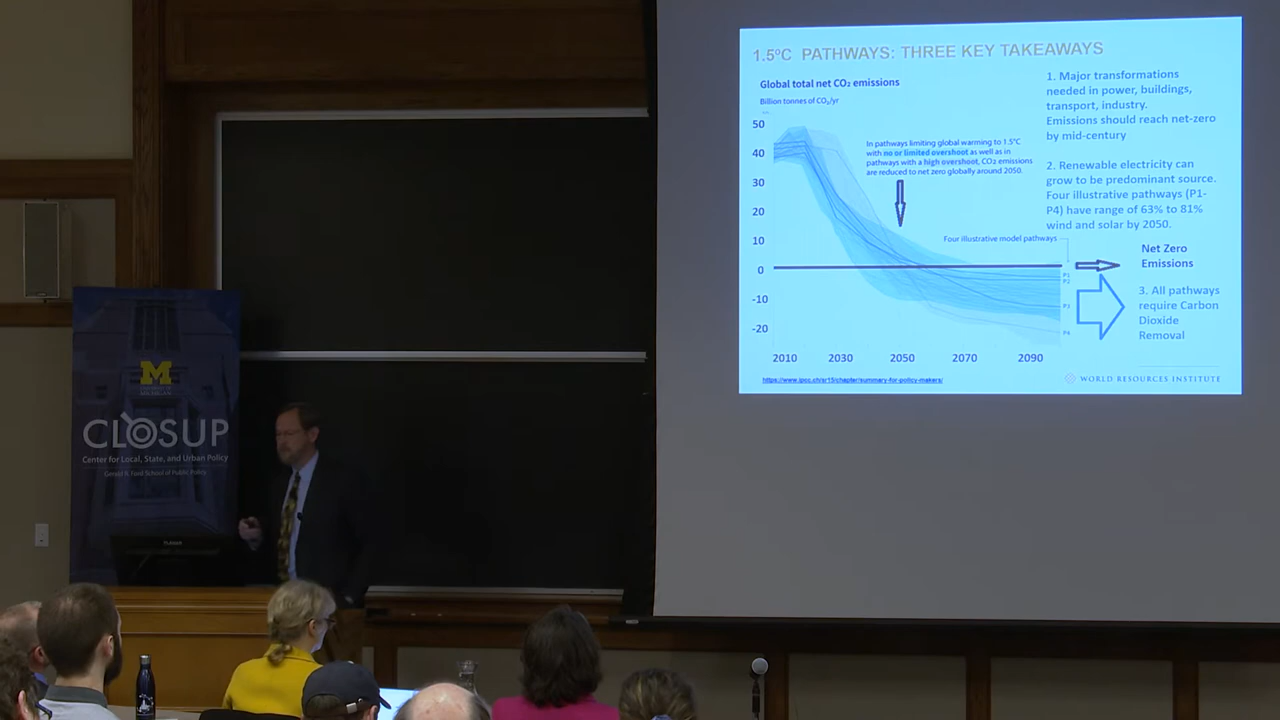 1.5ºC PATHWAYS: THREE KEY TAKEAWAYS
Global total net CO₂ emissions
Billion tonnes of CO₂/yr
50
40
30
20
10
0
-10
-20
2010
2030
2050
2070
2090
In pathways limiting global warming to 1.5°C
with no or limited overshoot as well as in
pathways with a high overshoot, CO₂ emissions
are reduced to net zero globally around 2050.
Four illustrative model pathways
P1
P2
P3
P4
1. Major transformations
needed in power, buildings,
transport, industry.
Emissions should reach net-zero
by mid-century
2. Renewable electricity can
grow to be predominant source.
Four illustrative pathways (P1-
P4) have range of 63% to 81%
wind and solar by 2050.
Net Zero
Emissions
3. All pathways
require Carbon
Dioxide
Removal
https://www.ipcc.ch/sr15/chapter/summary-for-policy-makers/
WORLD RESOURCES INSTITUTE
M
CLOSUP
Center for Local, State, and Urban Policy
Gerald R. Ford School of Public Policy